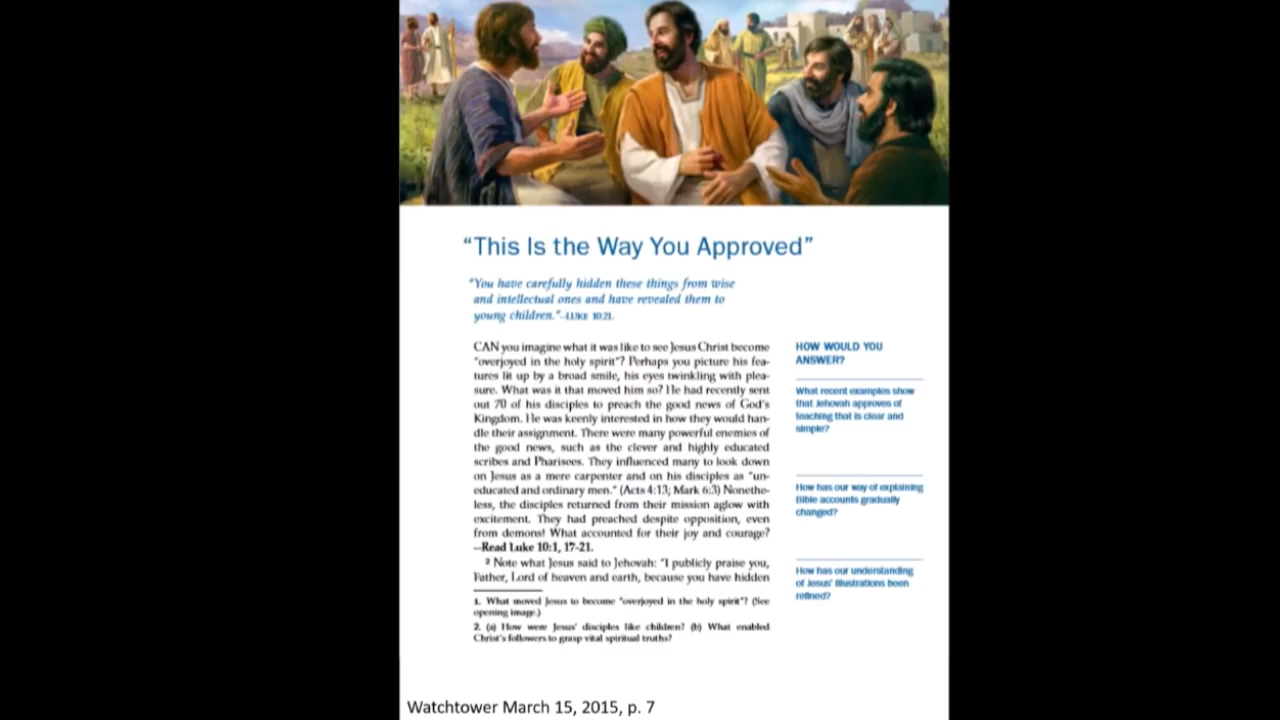 “This Is the Way You Approved”
“You have carefully hidden these things from wise
and intellectual ones and have revealed them to
young children.”–LUKE 10:21.
CAN you imagine what it was like to see Jesus Christ become
“overjoyed in the holy spirit”? Perhaps you picture his fea-
tures lit up by a broad smile, his eyes twinkling with plea-
sure. What was it that moved him so? He had recently sent
out 70 of his disciples to preach the good news of God’s
Kingdom. He was keenly interested in how they would han-
dle their assignment. There were many powerful enemies of
the good news, such as the clever and highly educated
scribes and Pharisees. They influenced many to look down
on Jesus as a mere carpenter and on his disciples as “un-
educated and ordinary men.” (Acts 4:13; Mark 6:3) Nonethe-
less, the disciples returned from their mission aglow with
excitement. They had preached despite opposition, even
from demons! What accounted for their joy and courage?
–Read Luke 10:1, 17-21.
2 Note what Jesus said to Jehovah: “I publicly praise you,
Father, Lord of heaven and earth, because you have hidden
1. What moved Jesus to become “overjoyed in the holy spirit”? (See
opening image.)
2. (a) How were Jesus’ disciples like children? (b) What enabled
Christ’s followers to grasp vital spiritual truths?
HOW WOULD YOU
ANSWER?
What recent examples show
that Jehovah approves of
teaching that is clear and
simple?
How has our way of explaining
Bible accounts gradually
changed?
How has our understanding
of Jesus’ illustrations been
refined?
Watchtower March 15, 2015, p. 7